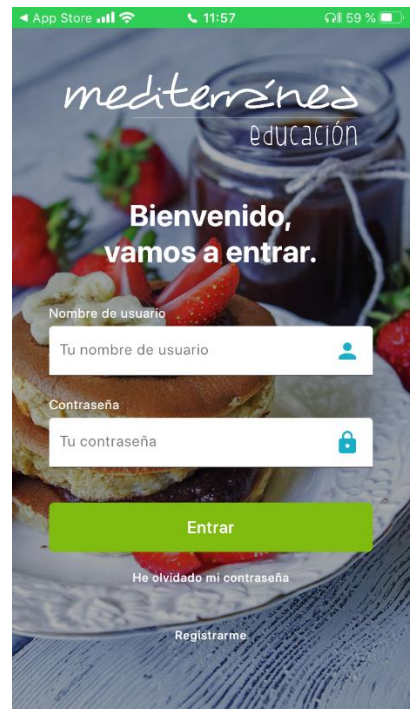 App Store 11:57 59 %
mediterránea
educación
Bienvenido,
vamos a entrar.
Nombre de usuario
Tu nombre de usuario
Contraseña
Tu contraseña
Entrar
He olvidado mi contraseña
Registrarme